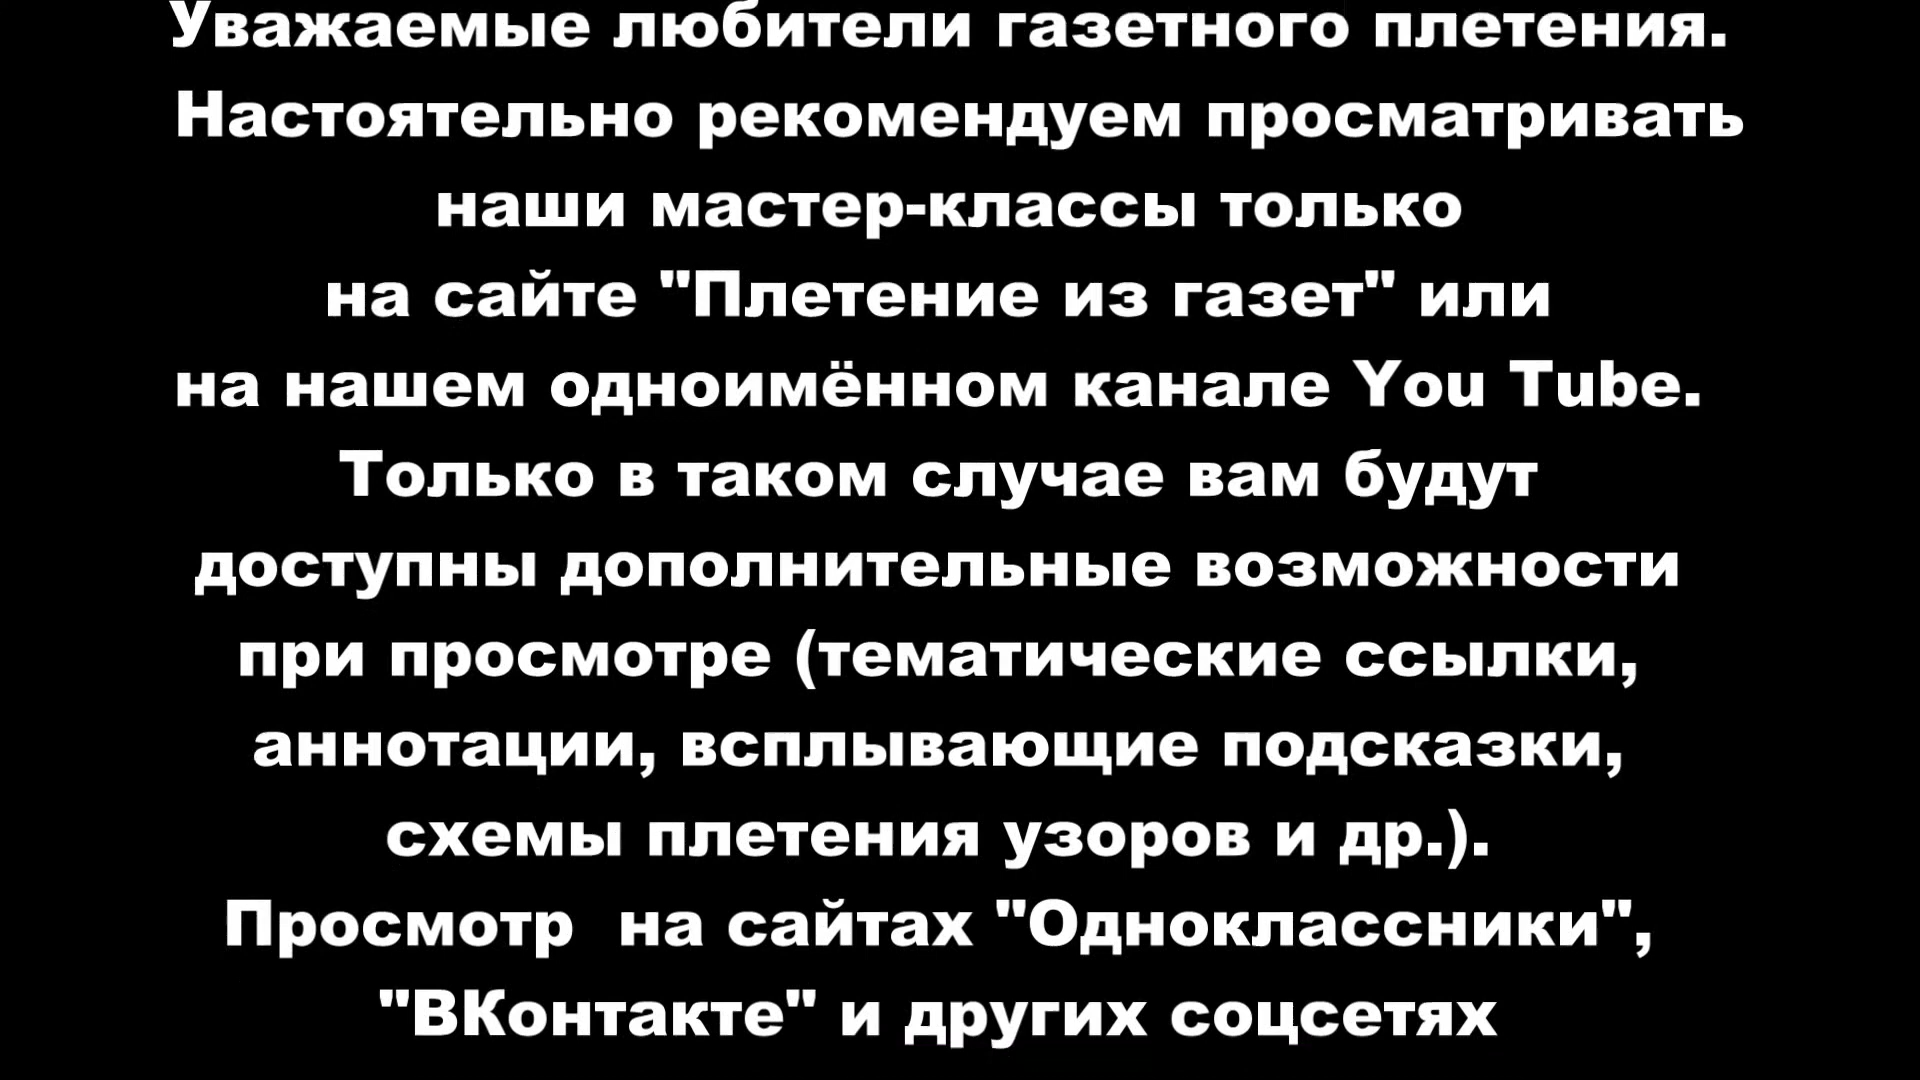 Уважаемые любители газетного плетения.
Настоятельно рекомендуем просматривать
наши мастер-классы только
на сайте "Плетение из газет" или
на нашем одноимённом канале You Tube.
Только в таком случае вам будут
доступны дополнительные возможности
при просмотре (тематические ссылки,
аннотации, всплывающие подсказки,
схемы плетения узоров и др.).
Просмотр  на сайтах "Одноклассники",
"ВКонтакте" и других соцсетях